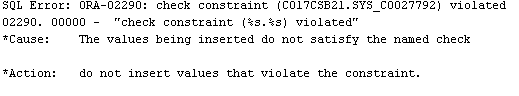 SQL Error: ORA-02290: check constraint (C017CSB21.SYS_C0027792) violated
02290. 00000 -  "check constraint (%s.%s) violated"
*Cause:    The values being inserted do not satisfy the named check
*Action:   do not insert values that violate the constraint.